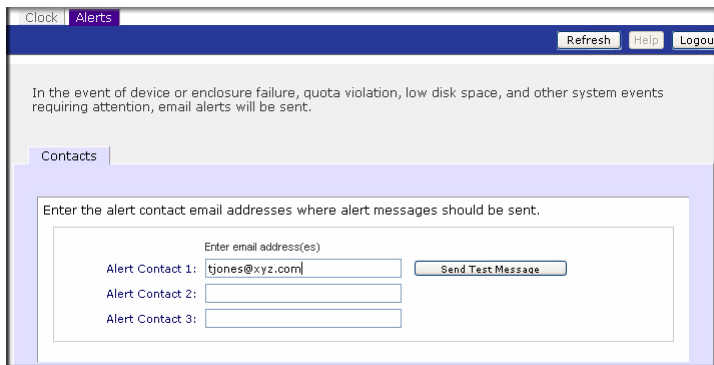 Clock Alerts
Refresh Help Logou
In the event of device or enclosure failure, quota violation, low disk space, and other system events
requiring attention, email alerts will be sent.
Contacts
Enter the alert contact email addresses where alert messages should be sent.
Enter email address(es)
Alert Contact 1: tjones@xyz.com Send Test Message
Alert Contact 2:
Alert Contact 3: